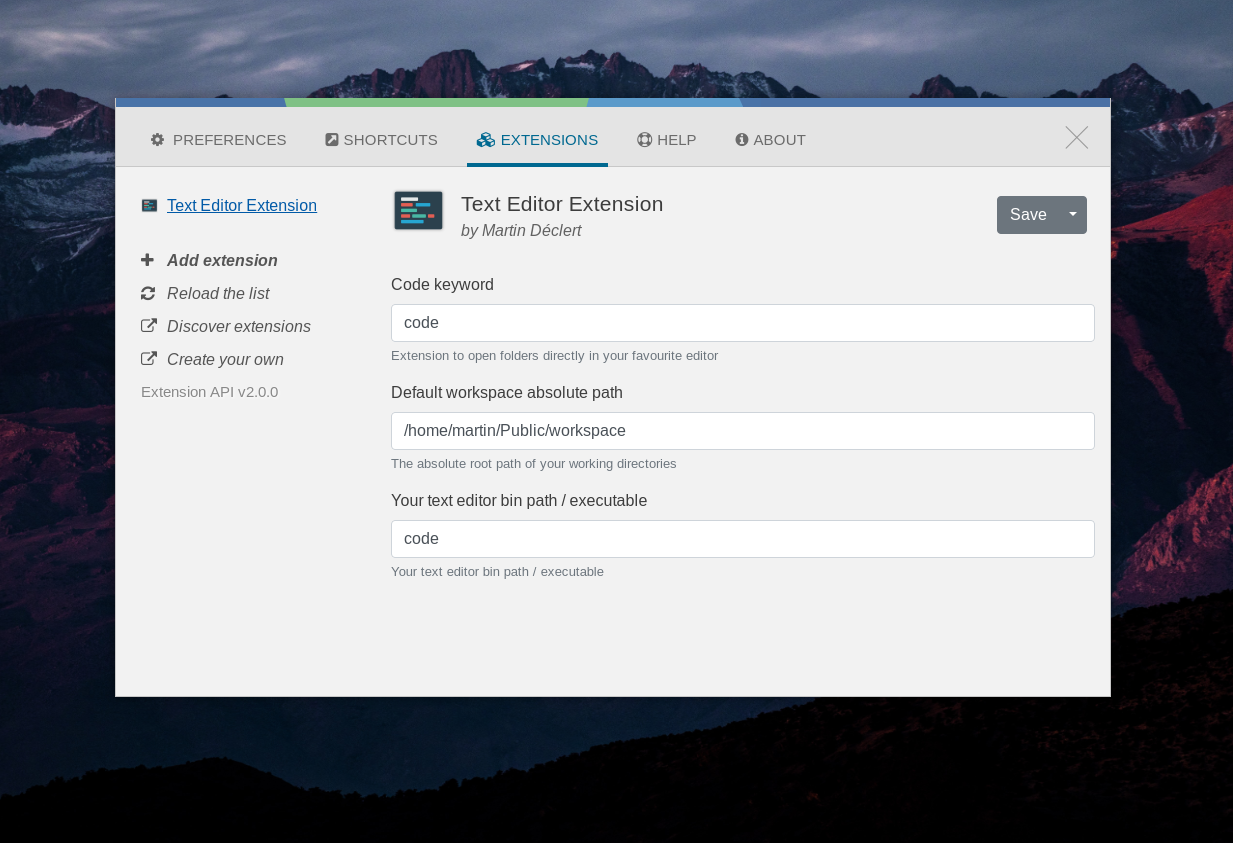 PREFERENCES SHORTCUTS EXTENSIONS HELP ABOUT
Text Editor Extension
Add extension
Reload the list
Discover extensions
Create your own
Extension API v2.0.0
Text Editor Extension
by Martin Déclert
Save
Code keyword
code
Extension to open folders directly in your favourite editor
Default workspace absolute path
/home/martin/Public/workspace
The absolute root path of your working directories
Your text editor bin path / executable
code
Your text editor bin path / executable